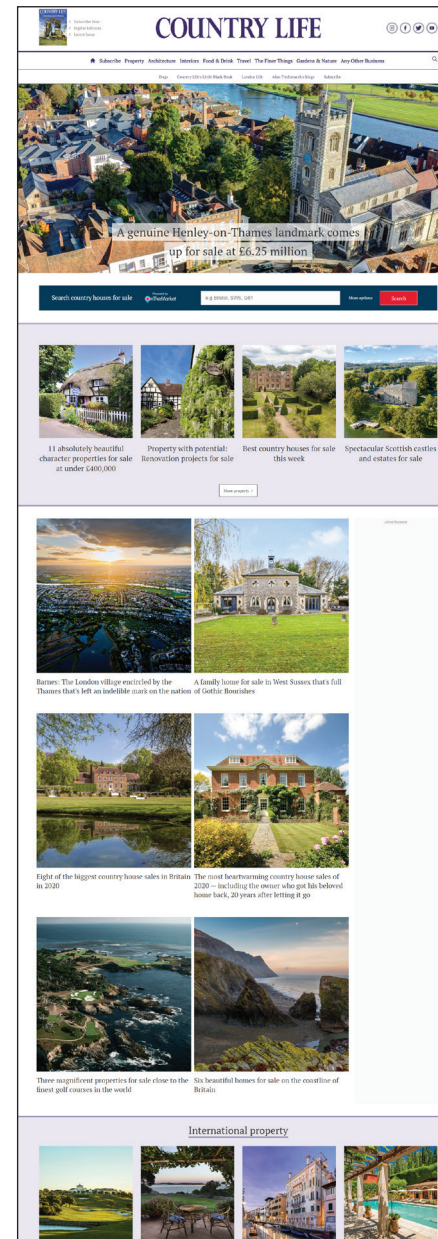 COUNTRY LIFE
Subscribe Now
Digital Editions
COUNTRY LIFE
Subscribe Property Architecture Interiors Food & Drink Travel The Finer Things Gardens & Nature Any Other Business
Dogs Country Life's Little Black Book London Life Alan Titchmarsh's Blogs Subscribe
A genuine Henley-on-Thames landmark comes
up for sale at £6.25 million
Search country houses for sale
Powered by
OnTheMarket
e.g Bristol, SW6, GU1
More options
Search
11 absolutely beautiful
character properties for sale
at under £400,000
Property with potential:
Renovation projects for sale
Best country houses for sale
this week
Spectacular Scottish castles
and estates for sale
More property >
Advertisement
Barnes: The London village encircled by the
Thames that's left an indelible mark on the nation
A family home for sale in West Sussex that's full
of Gothic flourishes
Eight of the biggest country house sales in Britain
in 2020
The most heartwarming country house sales of
2020 — including the owner who got his beloved
home back, 20 years after letting it go
Three magnificent properties for sale close to the
finest golf courses in the world
Six beautiful homes for sale on the coastline of
Britain
International property